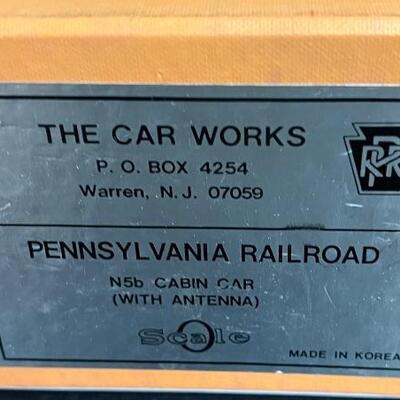 THE CAR WORKS
P. O. BOX 4254
Warren, N. J. 07059
PRR
PENNSYLVANIA RAILROAD
N5b CABIN CAR
(WITH ANTENNA)
O Scale
MADE IN KOREA